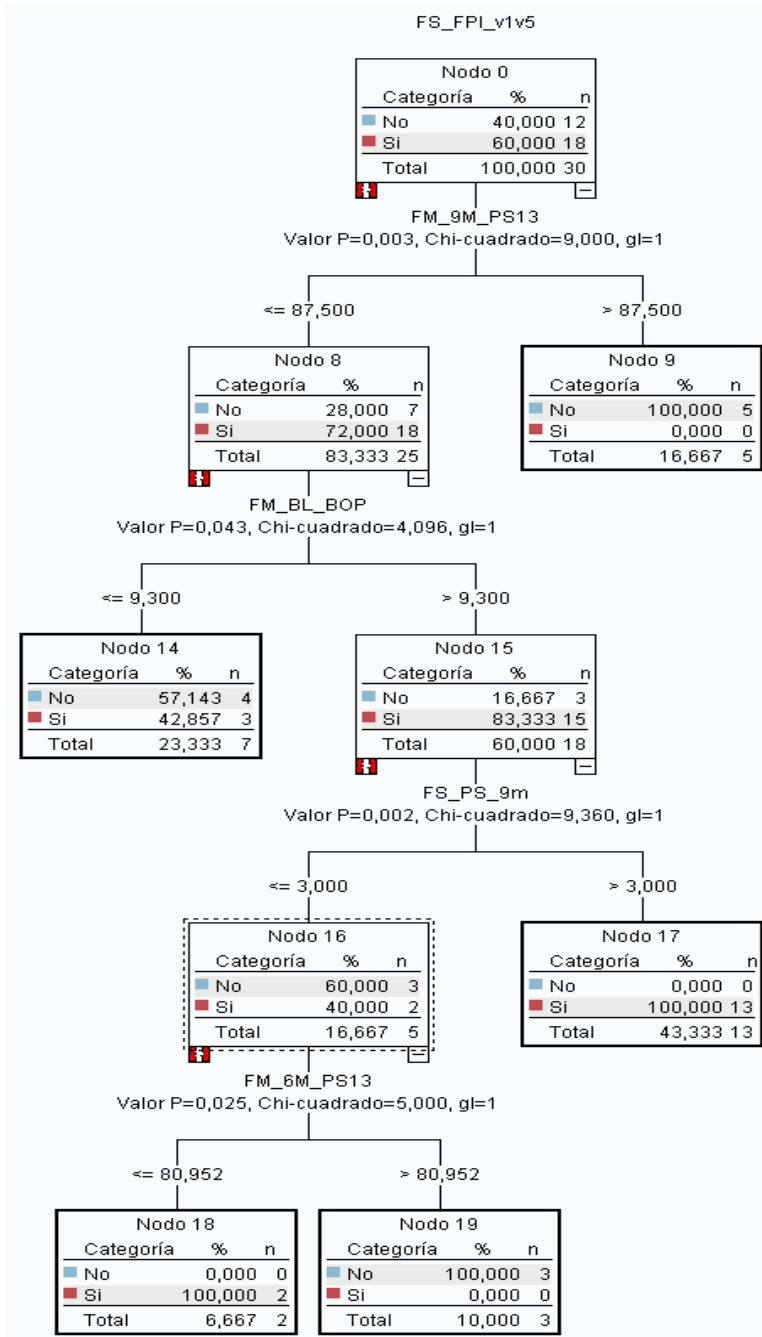 FS_FPI_v1v5
Nodo 0
Categoría % n
No 40,000 12
Si 60,000 18
Total 100,000 30
FM_9M_PS13
Valor P=0,003, Chi-cuadrado=9,000, gl=1
<= 87,500
> 87,500
Nodo 8
Categoría % n
No 28,000 7
Si 72,000 18
Total 83,333 25
Nodo 9
Categoría % n
No 100,000 5
Si 0,000 0
Total 16,667 5
FM_BL_BOP
Valor P=0,043, Chi-cuadrado=4,096, gl=1
<= 9,300
> 9,300
Nodo 14
Categoría % n
No 57,143 4
Si 42,857 3
Total 23,333 7
Nodo 15
Categoría % n
No 16,667 3
Si 83,333 15
Total 60,000 18
FS_PS_9m
Valor P=0,002, Chi-cuadrado=9,360, gl=1
<= 3,000
> 3,000
Nodo 16
Categoría % n
No 60,000 3
Si 40,000 2
Total 16,667 5
Nodo 17
Categoría % n
No 0,000 0
Si 100,000 13
Total 43,333 13
FM_6M_PS13
Valor P=0,025, Chi-cuadrado=5,000, gl=1
<= 80,952
> 80,952
Nodo 18
Categoría % n
No 0,000 0
Si 100,000 2
Total 6,667 2
Nodo 19
Categoría % n
No 100,000 3
Si 0,000 0
Total 10,000 3